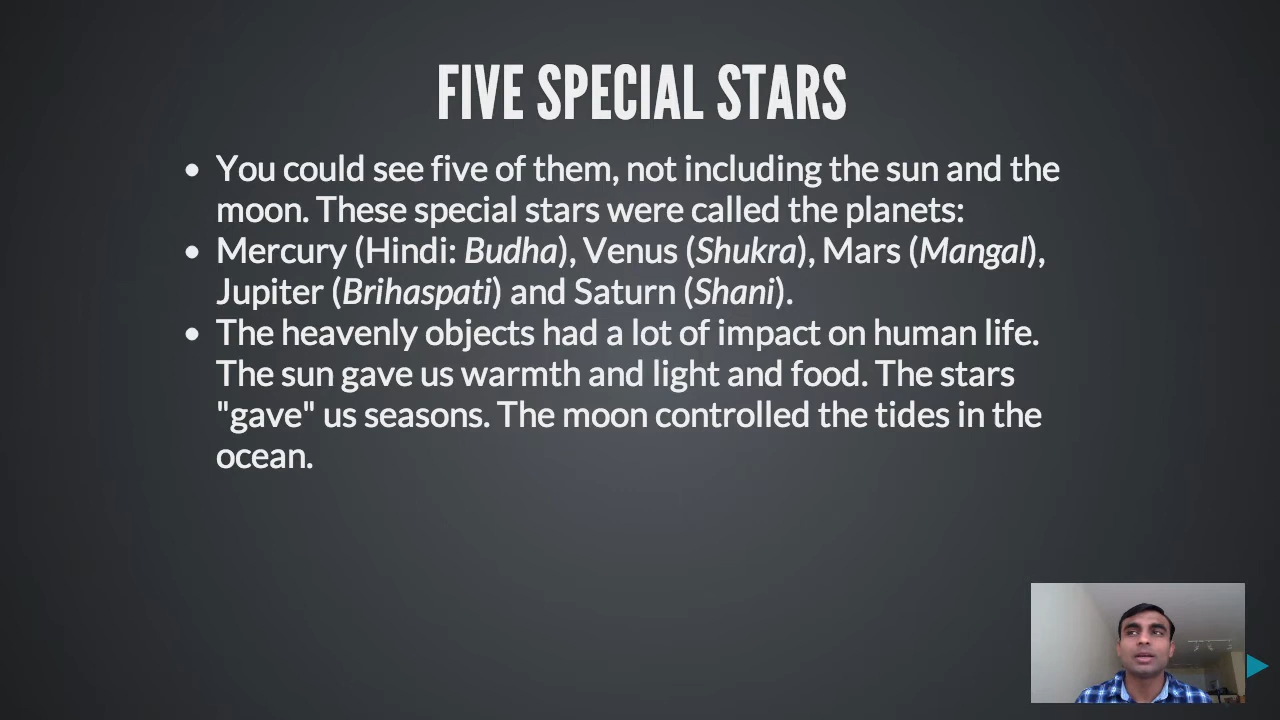 FIVE SPECIAL STARS
• You could see five of them, not including the sun and the
moon. These special stars were called the planets:
• Mercury (Hindi: Budha), Venus (Shukra), Mars (Mangal),
Jupiter (Brihaspati) and Saturn (Shani).
• The heavenly objects had a lot of impact on human life.
The sun gave us warmth and light and food. The stars
"gave" us seasons. The moon controlled the tides in the
ocean.